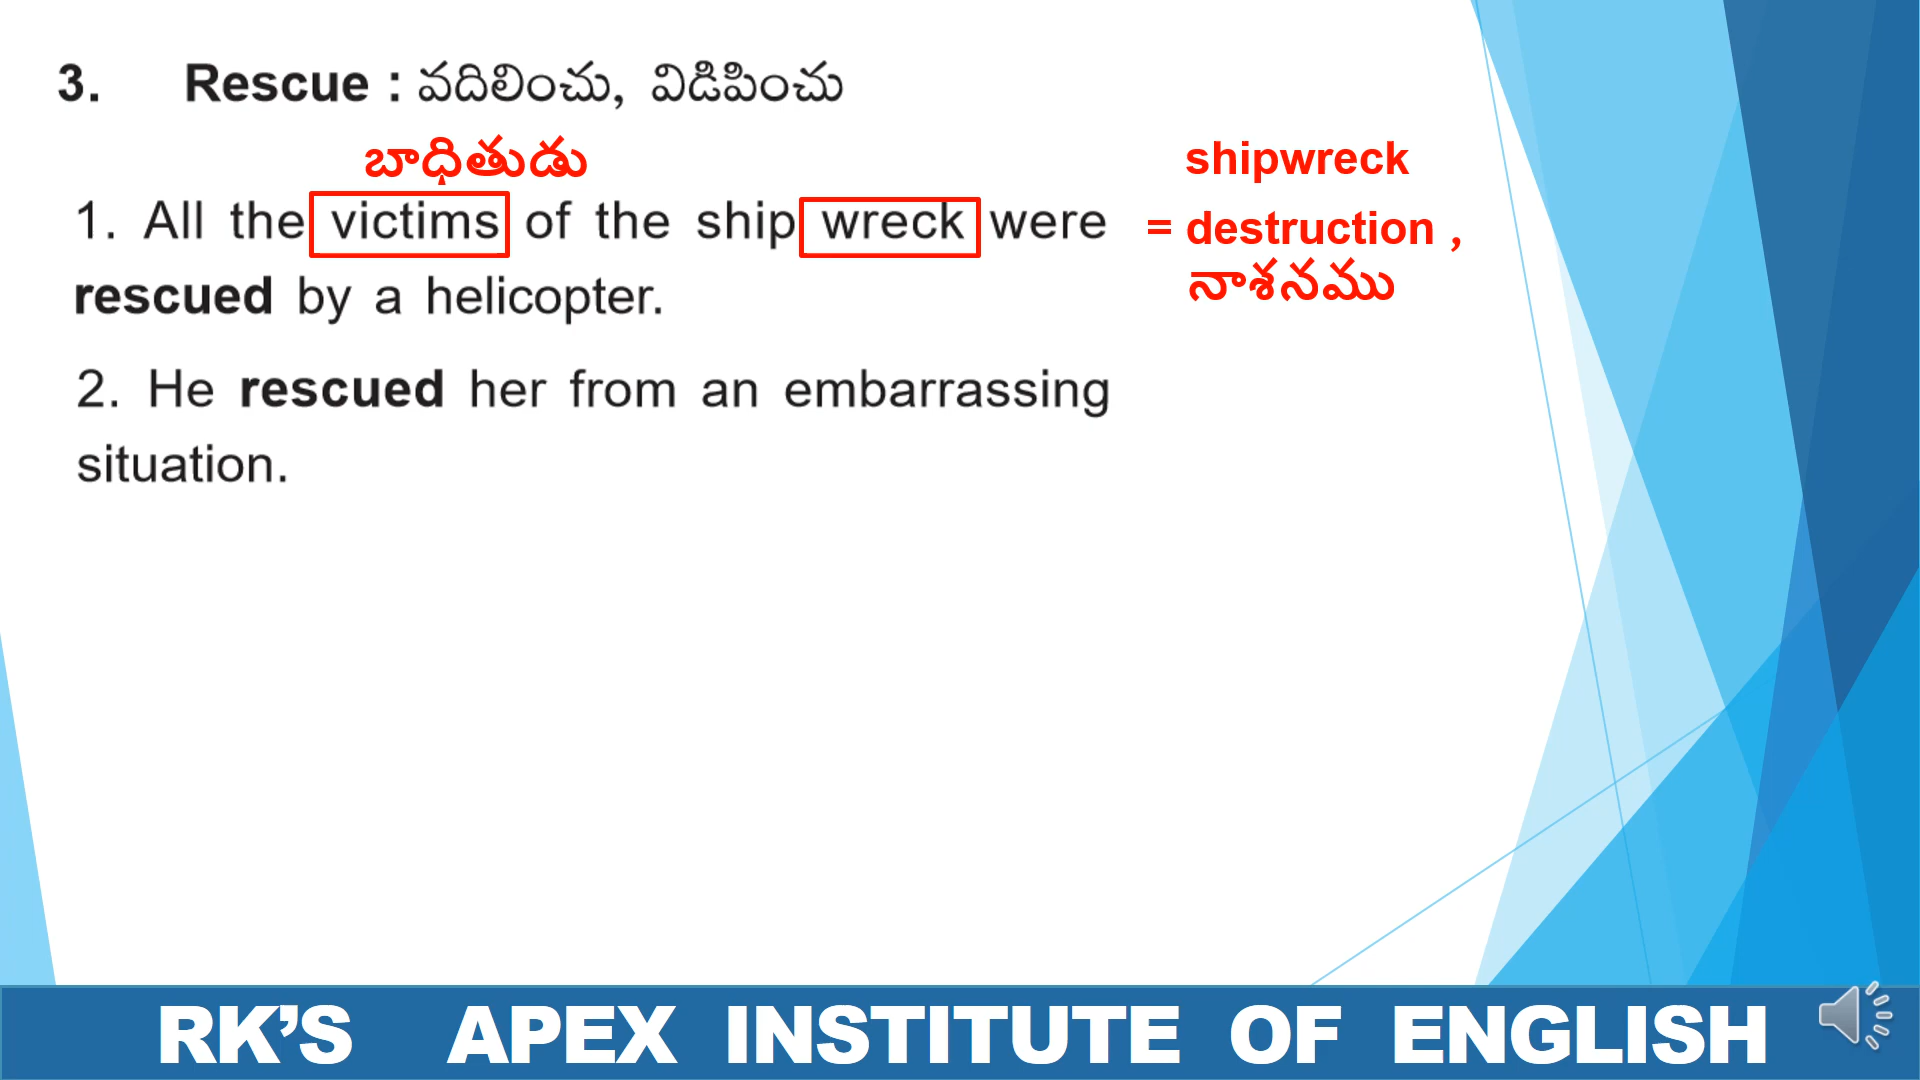 3. Rescue : వదిలించు, విడిపించు
బాధితుడు
1. All the victims of the ship wreck were
rescued by a helicopter.
shipwreck
= destruction ,
నాశనము
2. He rescued her from an embarrassing
situation.
RK’S APEX INSTITUTE OF ENGLISH